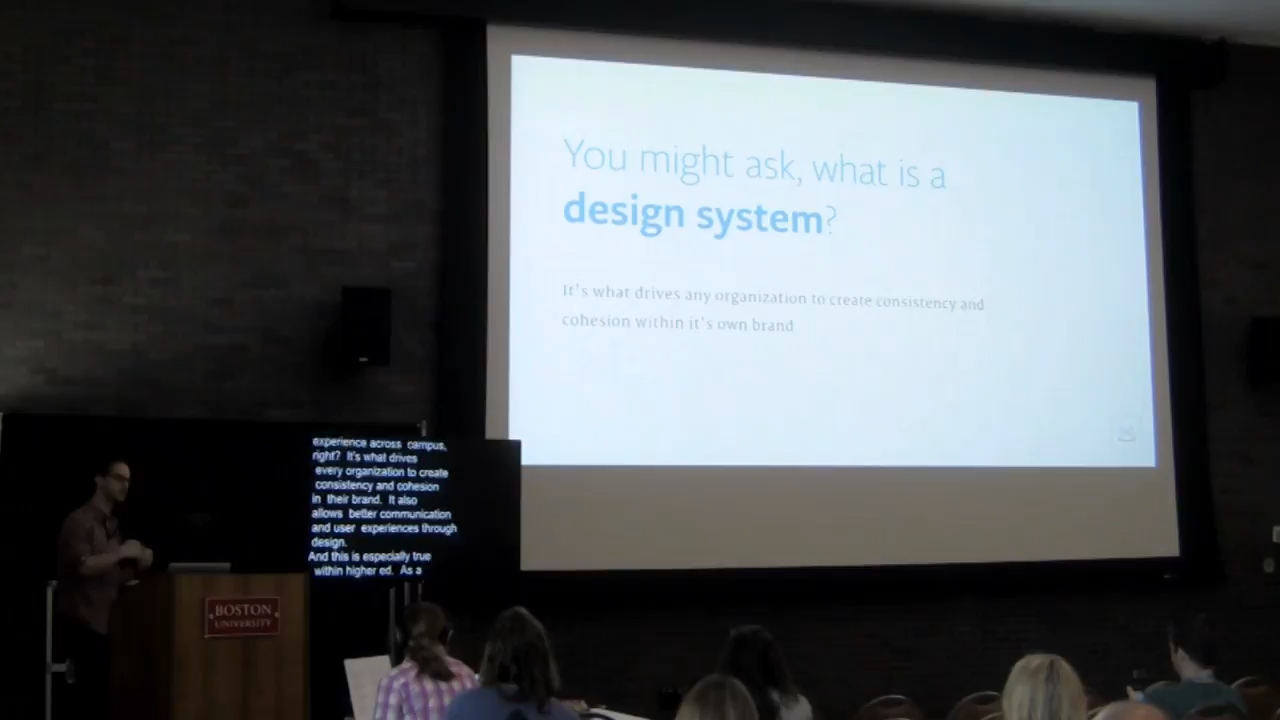 You might ask, what is a
design system?
It's what drives any organization to create consistency and
cohesion within it's own brand
experience across campus,
right? It's what drives
every organization to create
consistency and cohesion
in their brand. It also
allows better communication
and user experiences through
design.
And this is especially true
within higher ed. As a
BOSTON
UNIVERSITY